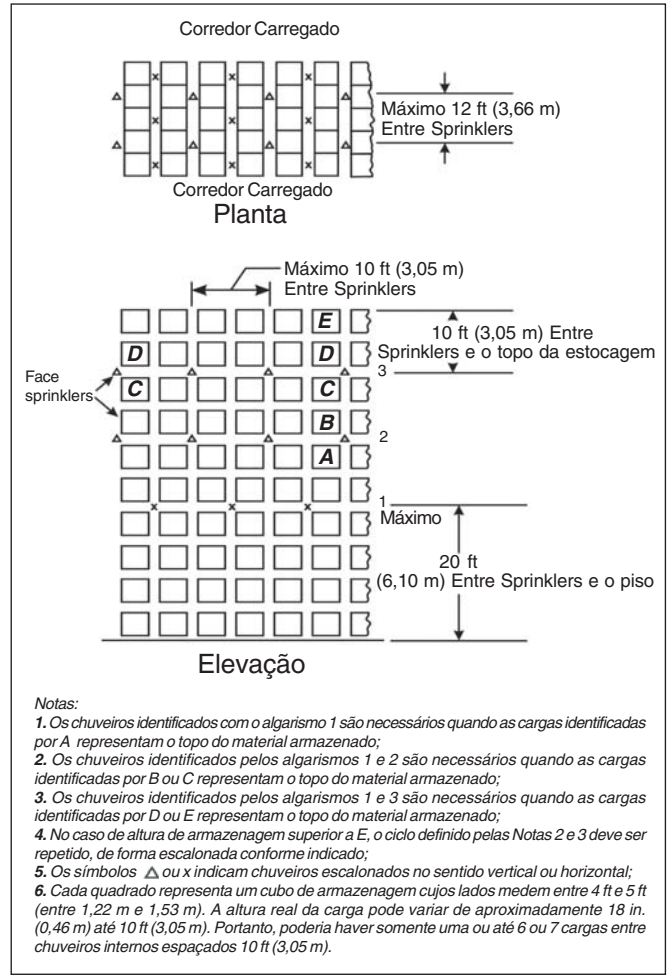 Corredor Carregado
Máximo 12 ft (3,66 m)
Entre Sprinklers
Corredor Carregado
Planta
Máximo 10 ft (3,05 m)
Entre Sprinklers
E
10 ft (3,05 m) Entre
Sprinklers e o topo da estocagem
D
D
3
Face
sprinklers
C
C
B
2
A
1
Máximo
20 ft
(6,10 m) Entre Sprinklers e o piso
Elevação
Notas:
1. Os chuveiros identificados com o algarismo 1 são necessários quando as cargas identificadas
por A representam o topo do material armazenado;
2. Os chuveiros identificados pelos algarismos 1 e 2 são necessários quando as cargas
identificadas por B ou C representam o topo do material armazenado;
3. Os chuveiros identificados pelos algarismos 1 e 3 são necessários quando as cargas
identificadas por D ou E representam o topo do material armazenado;
4. No caso de altura de armazenagem superior a E, o ciclo definido pelas Notas 2 e 3 deve ser
repetido, de forma escalonada conforme indicado;
5. Os símbolos △ ou x indicam chuveiros escalonados no sentido vertical ou horizontal;
6. Cada quadrado representa um cubo de armazenagem cujos lados medem entre 4 ft e 5 ft
(entre 1,22 m e 1,53 m). A altura real da carga pode variar de aproximadamente 18 in.
(0,46 m) até 10 ft (3,05 m). Portanto, poderia haver somente uma ou até 6 ou 7 cargas entre
chuveiros internos espaçados 10 ft (3,05 m).